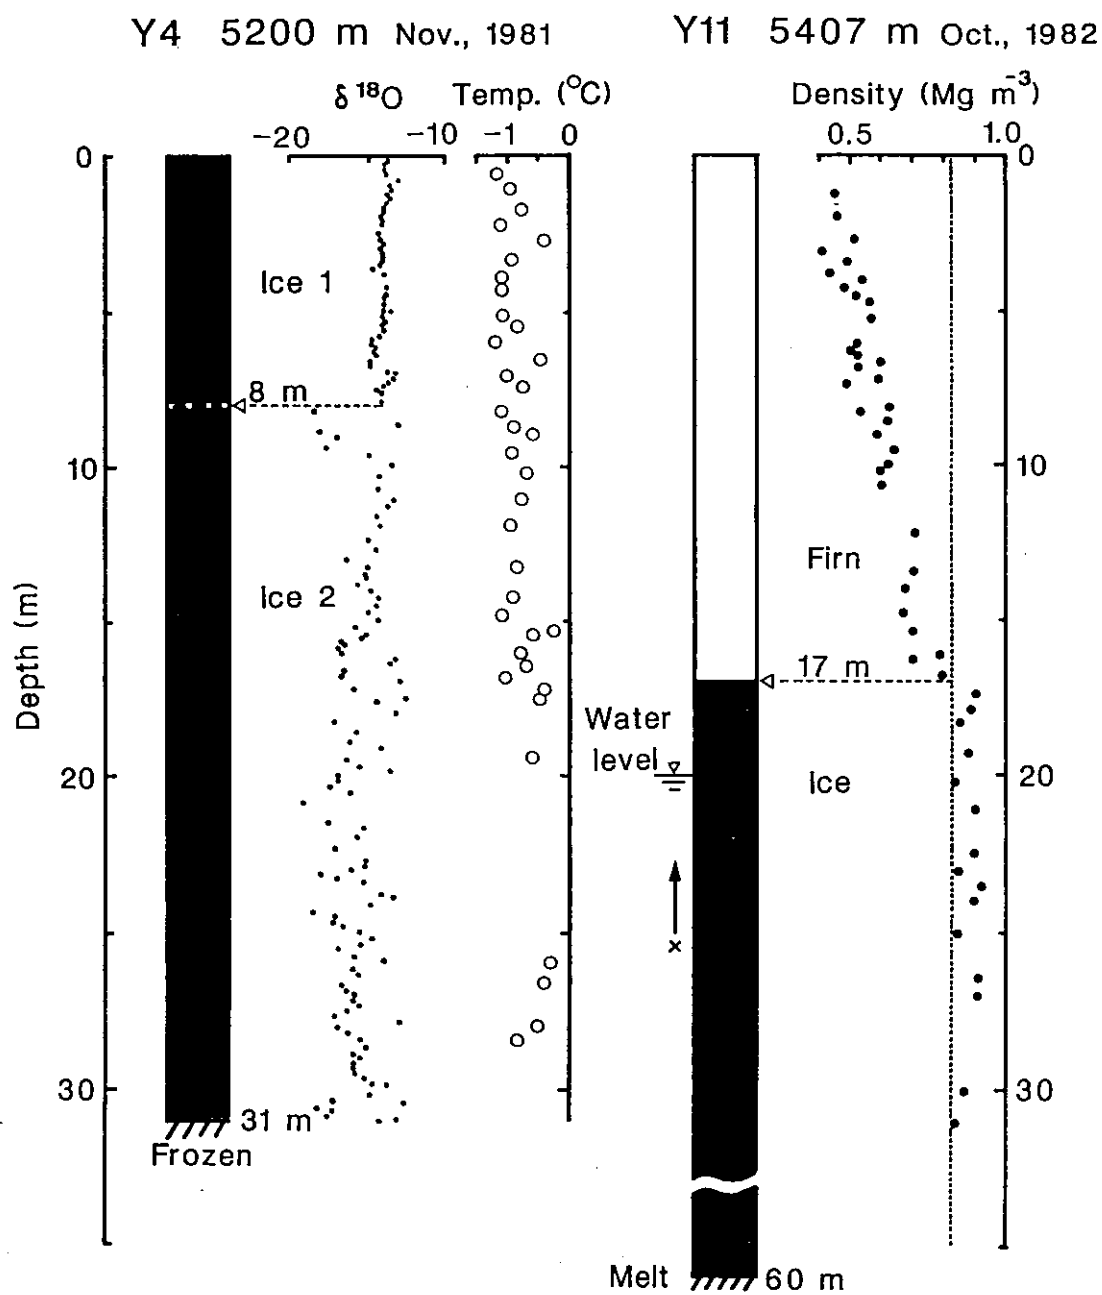 Y4 5200 m Nov., 1981
Y11 5407 m Oct., 1982
δ ¹⁸O
Temp. (°C)
Density (Mg m⁻³)
−20 −10
−1 0
0.5 1.0
0
0
Ice 1
8 m
10
10
Firn
Ice 2
17 m
Depth (m)
Water
level
Ice
20
20
×
30
30
31 m
Frozen
Melt
60 m